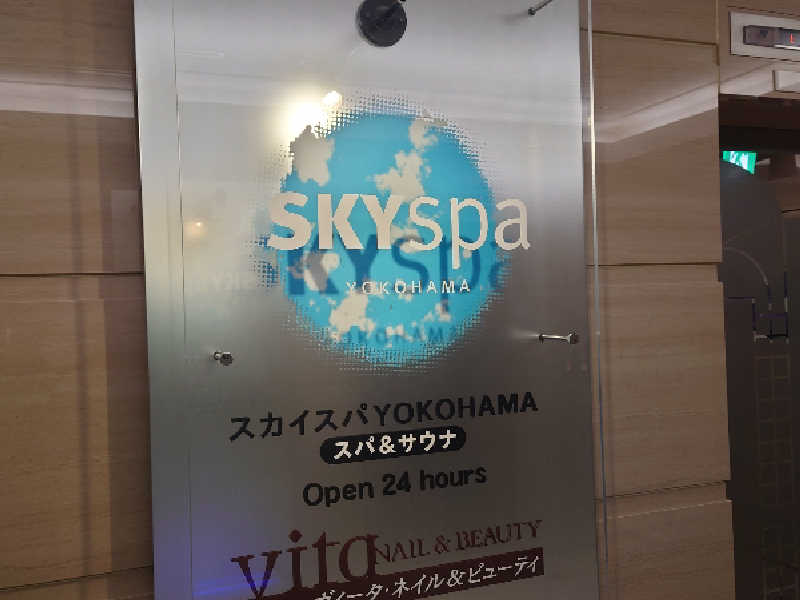 SKYspa
YOKOHAMA
スカイスパYOKOHAMA
スパ&サウナ
Open 24 hours
vita NAIL & BEAUTY
ヴィータ・ネイル&ビューティ